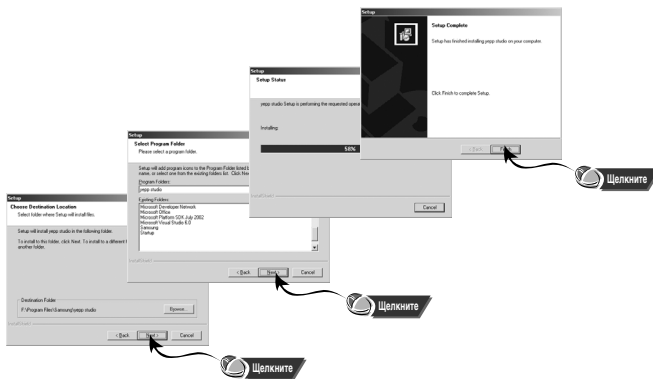 Setup
Choose Destination Location
Select folder where Setup will install files.
Setup will install yepp studio in the following folder.
To install to this folder, click Next. To install to a different f
another folder.
Destination Folder
F:\Program Files\Samsung\yepp studio
Browse...
< Back
Next >
Cancel
Щелкните
Setup
Select Program Folder
Please select a program folder.
Setup will add program icons to the Program Folder listed b
name, or select one from the existing folders list. Click Nex
Program Folders:
yepp studio
Existing Folders:
Microsoft Developer Network
Microsoft Office
Microsoft Platform SDK July 2002
Microsoft Visual Studio 6.0
Samsung
Startup
< Back
Next >
Cancel
Щелкните
Setup
Setup Status
yepp studio Setup is performing the requested opera
Installing:
58%
Cancel
Setup
Setup Complete
Setup has finished installing yepp studio on your computer.
Click Finish to complete Setup.
< Back
Finish
Щелкните